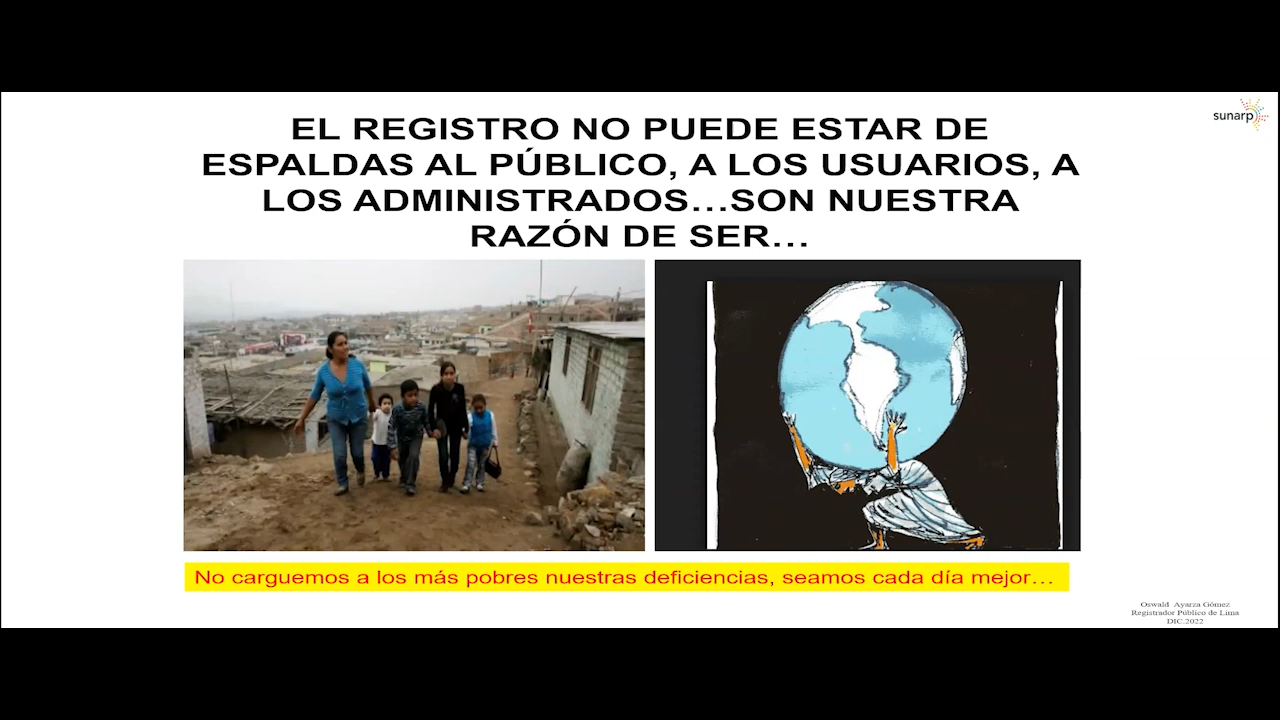 sunarp
EL REGISTRO NO PUEDE ESTAR DE
ESPALDAS AL PÚBLICO, A LOS USUARIOS, A
LOS ADMINISTRADOS...SON NUESTRA
RAZÓN DE SER...
No carguemos a los más pobres nuestras deficiencias, seamos cada día mejor...
Oswald Ayarza Gómez
Registrador Público de Lima
DIC.2022